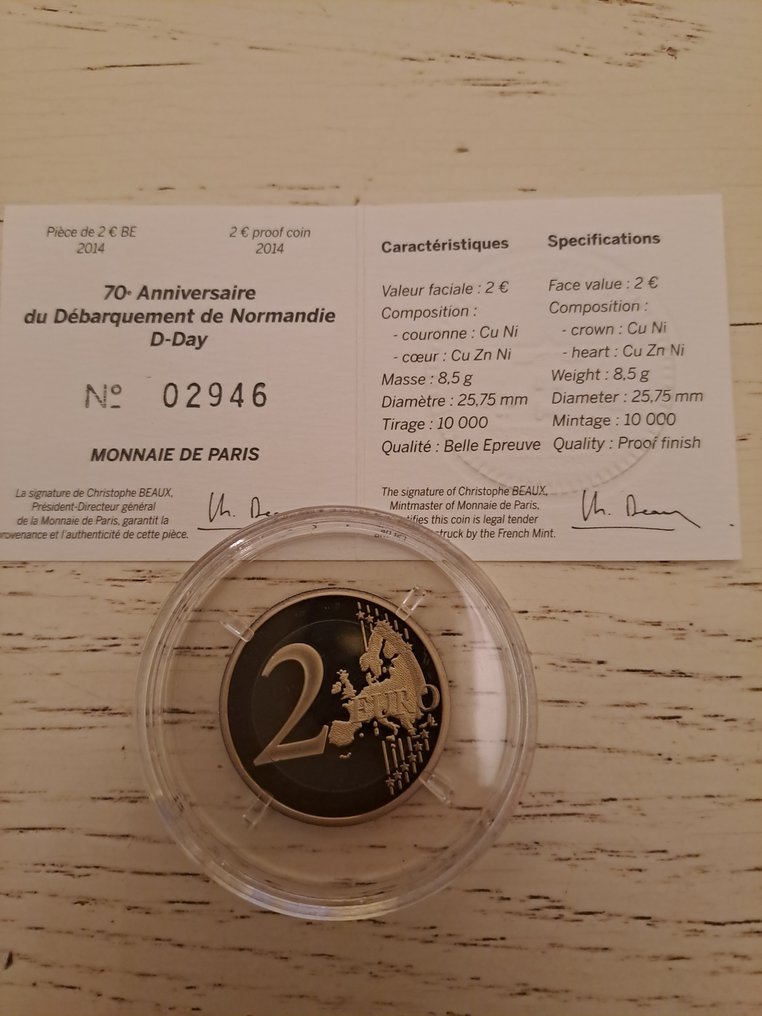 Pièce de 2 € BE
2014
2 € proof coin
2014
70e Anniversaire
du Débarquement de Normandie
D-Day
Nº 02946
MONNAIE DE PARIS
La signature de Christophe BEAUX,
Président-Directeur général
de la Monnaie de Paris, garantit la
provenance et l'authenticité de cette pièce.
Caractéristiques
Valeur faciale : 2 €
Composition :
- couronne : Cu Ni
- cœur : Cu Zn Ni
Masse : 8,5 g
Diamètre : 25,75 mm
Tirage : 10 000
Qualité : Belle Epreuve
Specifications
Face value : 2 €
Composition :
- crown : Cu Ni
- heart : Cu Zn Ni
Weight : 8,5 g
Diameter : 25,75 mm
Mintage : 10 000
Quality : Proof finish
The signature of Christophe BEAUX,
Mintmaster of Monnaie de Paris,
this coin is legal tender
struck by the French Mint.
2 EURO